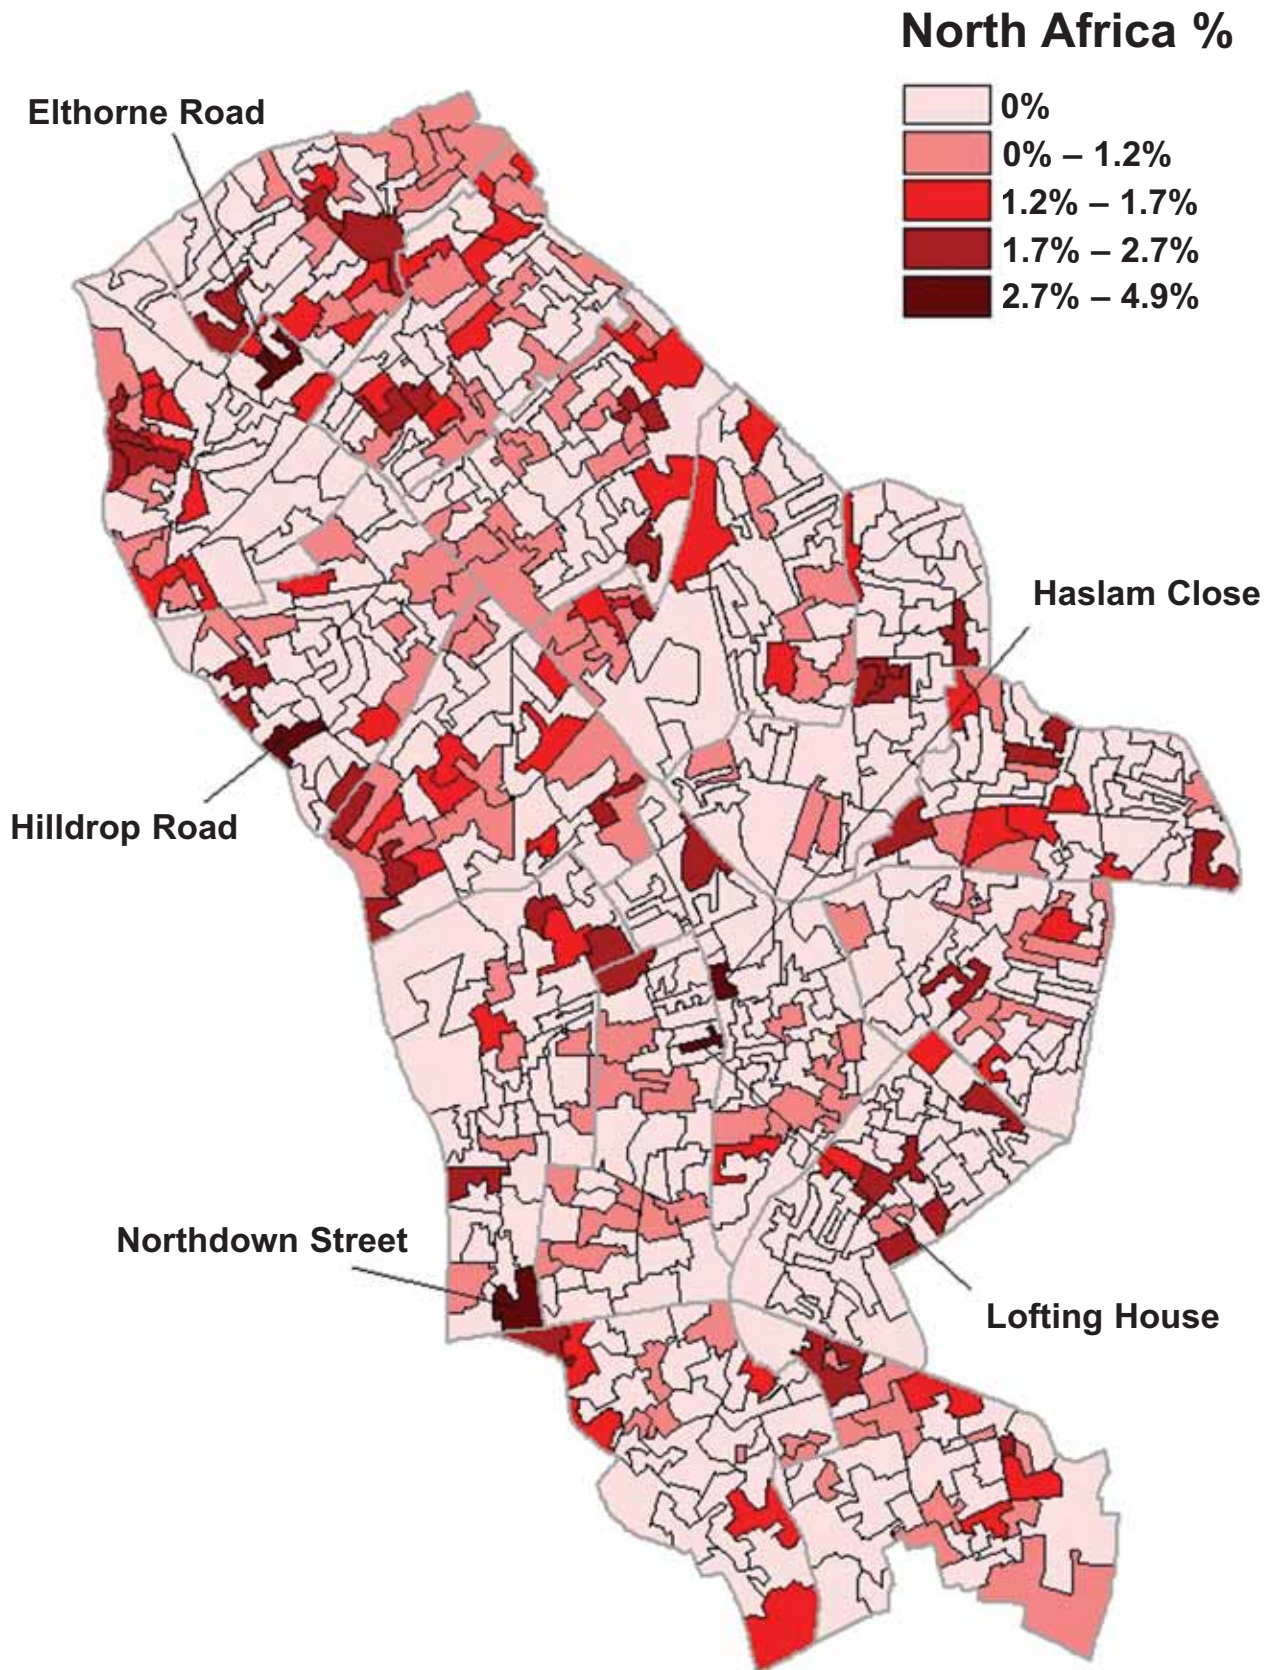 North Africa %
0%
0% – 1.2%
1.2% – 1.7%
1.7% – 2.7%
2.7% – 4.9%
Elthorne Road
Haslam Close
Hilldrop Road
Northdown Street
Lofting House